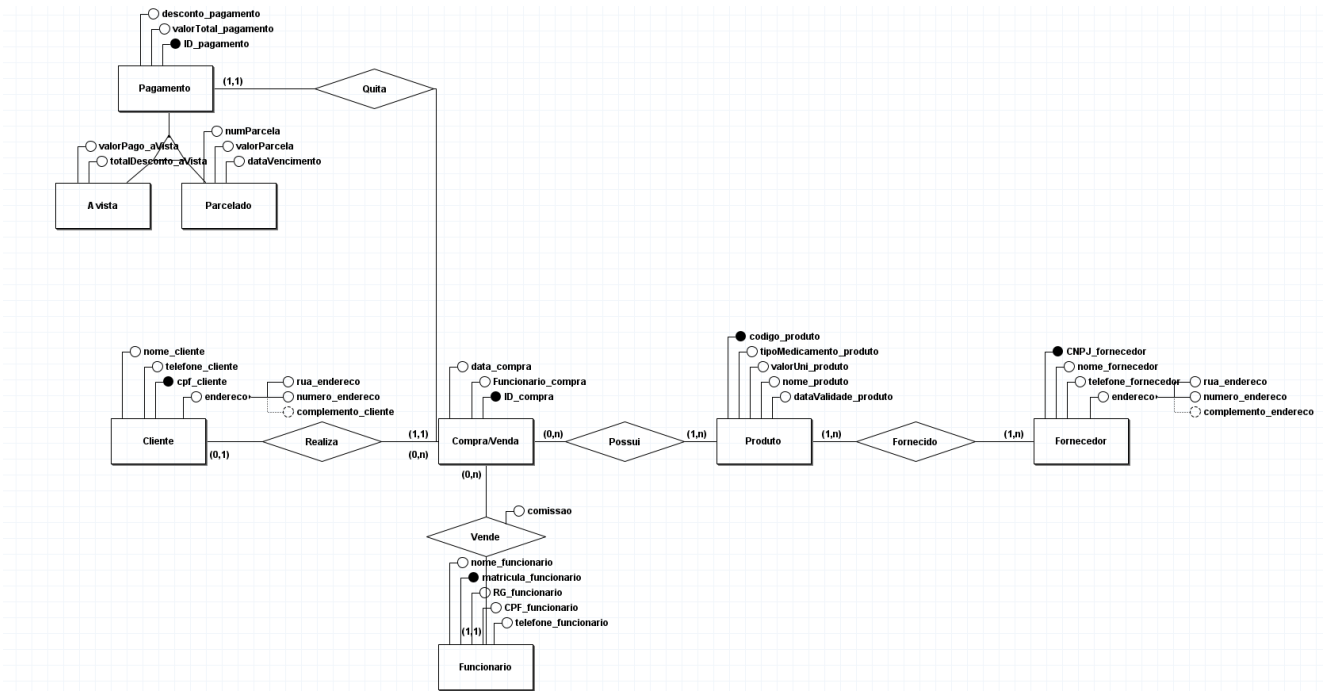 desconto_pagamento
valorTotal_pagamento
ID_pagamento
Pagamento
(1,1)
Quita
numParcela
valorPago_aVista
valorParcela
totalDesconto_aVista
dataVencimento
A vista
Parcelado
nome_cliente
telefone_cliente
cpf_cliente
endereco
rua_endereco
numero_endereco
complemento_cliente
Cliente
(0,1)
Realiza
(1,1)
(0,n)
data_compra
Funcionario_compra
ID_compra
Compra/Venda
(0,n)
Possui
(1,n)
codigo_produto
tipoMedicamento_produto
valorUni_produto
nome_produto
dataValidade_produto
Produto
(1,n)
Fornecido
(1,n)
CNPJ_fornecedor
nome_fornecedor
telefone_fornecedor
endereco
rua_endereco
numero_endereco
complemento_endereco
Fornecedor
(0,n)
comissao
Vende
nome_funcionario
matricula_funcionario
RG_funcionario
CPF_funcionario
telefone_funcionario
(1,1)
Funcionario